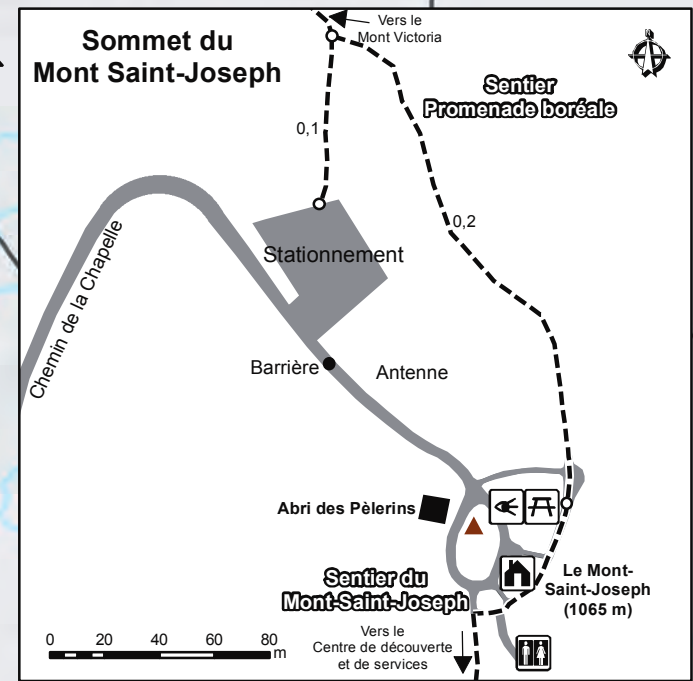 Sommet du
Mont Saint-Joseph
Vers le
Mont Victoria
N
Sentier
Promenade boréale
0,1
0,2
Chemin de la Chapelle
Stationnement
Barrière
Antenne
Abri des Pèlerins
Le Mont-
Saint-Joseph
(1065 m)
Sentier du
Mont-Saint-Joseph
Vers le
Centre de découverte
et de services
0 20 40 60 80
m